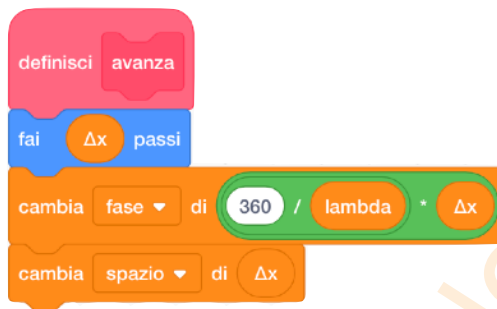 definisci avanza
fai Δx passi
cambia fase di 360 / lambda * Δx
cambia spazio di Δx